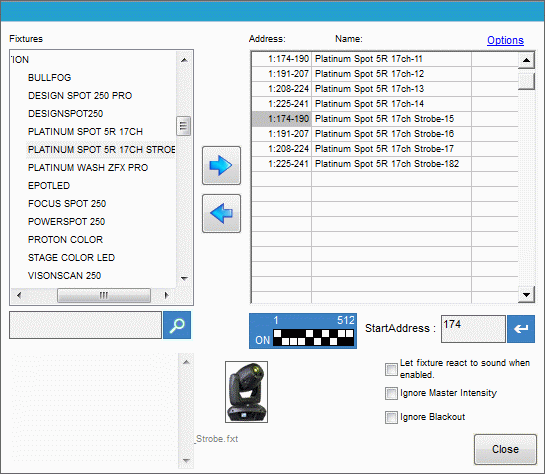 Fixtures
TION
BULLFOG
DESIGN SPOT 250 PRO
DESIGNSPOT250
PLATINUM SPOT 5R 17CH
PLATINUM SPOT 5R 17CH STROBE
PLATINUM WASH ZFX PRO
EPOTLED
FOCUS SPOT 250
POWERSPOT 250
PROTON COLOR
STAGE COLOR LED
VISONSCAN 250
Address: Name: Options
1:174-190 Platinum Spot 5R 17ch-11
1:191-207 Platinum Spot 5R 17ch-12
1:208-224 Platinum Spot 5R 17ch-13
1:225-241 Platinum Spot 5R 17ch-14
1:174-190 Platinum Spot 5R 17ch Strobe-15
1:191-207 Platinum Spot 5R 17ch Strobe-16
1:208-224 Platinum Spot 5R 17ch Strobe-17
1:225-241 Platinum Spot 5R 17ch Strobe-182
1 512
ON
StartAddress : 174
_Strobe.fxt
Let fixture react to sound when
enabled.
Ignore Master Intensity
Ignore Blackout
Close